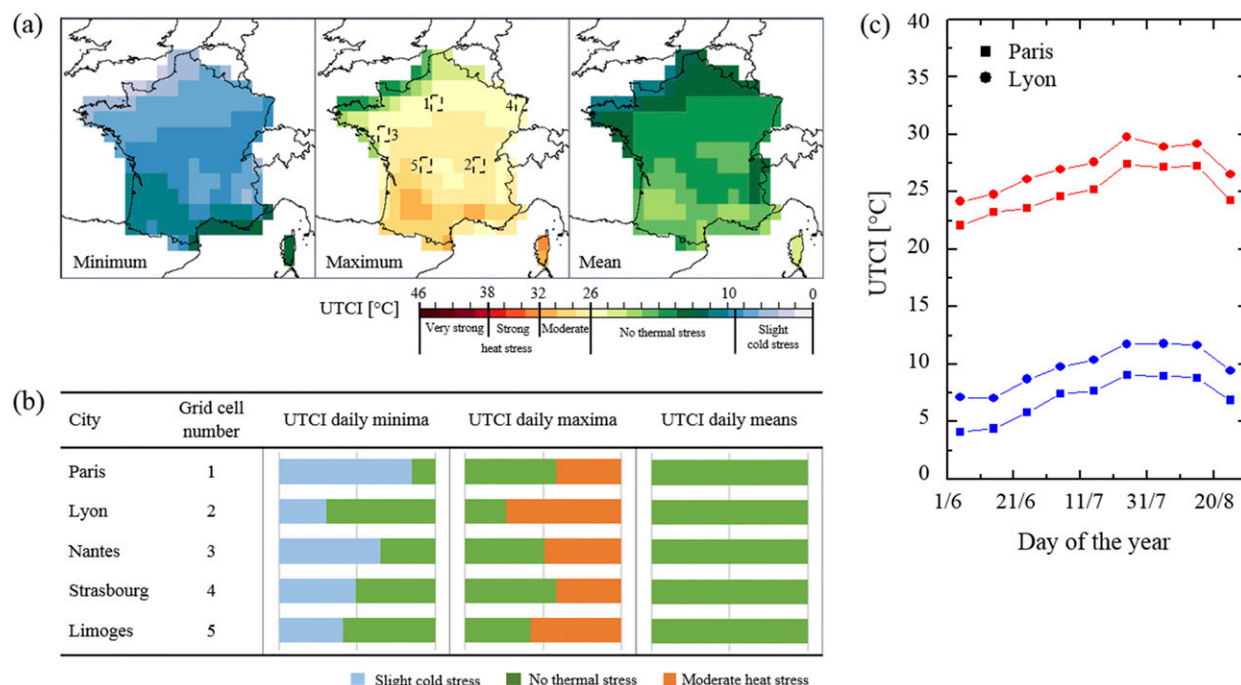 (a)
1
4
3
5
2
Minimum
Maximum
Mean
UTCI [°C]
46 38 32 26 10 0
Very strong Strong Moderate No thermal stress Slight
heat stress cold stress
(b)
City Grid cell number UTCI daily minima UTCI daily maxima UTCI daily means
Paris 1
Lyon 2
Nantes 3
Strasbourg 4
Limoges 5
Slight cold stress No thermal stress Moderate heat stress
(c)
Paris
Lyon
UTCI [°C]
40
35
30
25
20
15
10
5
0
1/6 21/6 11/7 31/7 20/8
Day of the year